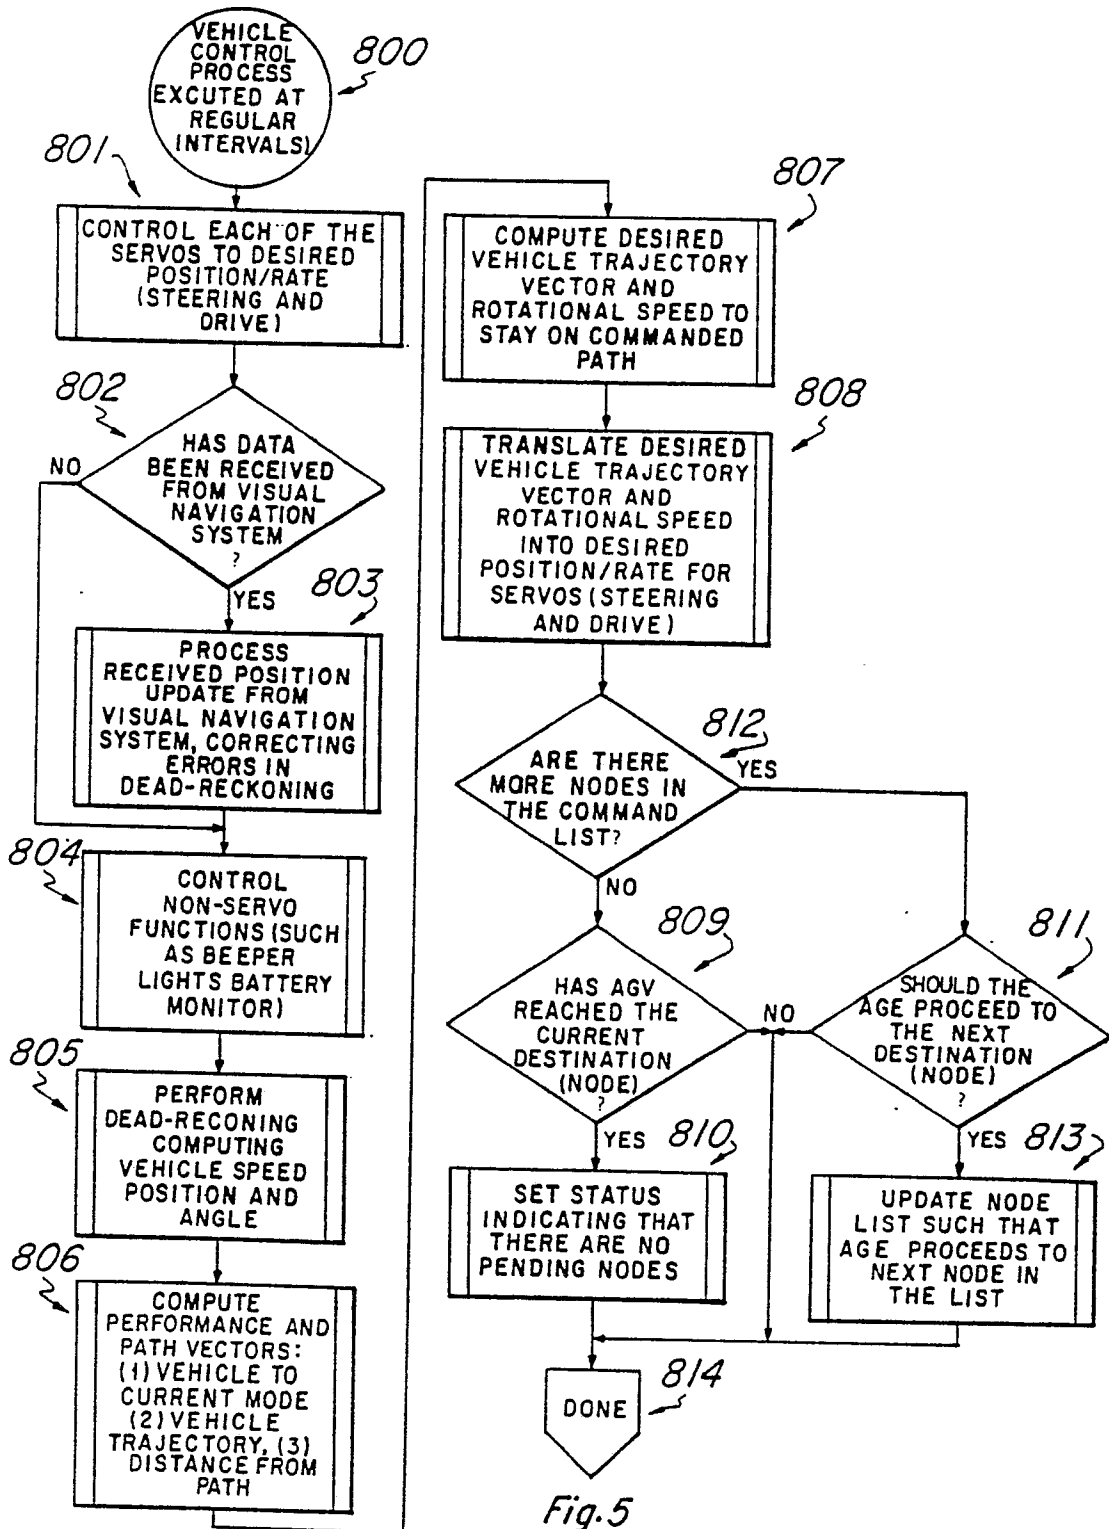 VEHICLE
CONTROL
PROCESS
EXCUTED AT
REGULAR
INTERVALS)
800
801
CONTROL EACH OF THE
SERVOS TO DESIRED
POSITION/RATE
(STEERING AND
DRIVE)
802
HAS DATA
BEEN RECEIVED
FROM VISUAL
NAVIGATION
SYSTEM
?
NO
YES
803
PROCESS
RECEIVED POSITION
UPDATE FROM
VISUAL NAVIGATION
SYSTEM, CORRECTING
ERRORS IN
DEAD-RECKONING
804
CONTROL
NON-SERVO
FUNCTIONS (SUCH
AS BEEPER
LIGHTS BATTERY
MONITOR)
805
PERFORM
DEAD-RECONING
COMPUTING
VEHICLE SPEED
POSITION AND
ANGLE
806
COMPUTE
PERFORMANCE AND
PATH VECTORS:
(1) VEHICLE TO
CURRENT MODE
(2) VEHICLE
TRAJECTORY, (3)
DISTANCE FROM
PATH
807
COMPUTE DESIRED
VEHICLE TRAJECTORY
VECTOR AND
ROTATIONAL SPEED TO
STAY ON COMMANDED
PATH
808
TRANSLATE DESIRED
VEHICLE TRAJECTORY
VECTOR AND
ROTATIONAL SPEED
INTO DESIRED
POSITION/RATE FOR
SERVOS (STEERING
AND DRIVE)
812
ARE THERE
MORE NODES IN
THE COMMAND
LIST?
YES
NO
809
HAS AGV
REACHED THE
CURRENT
DESTINATION
(NODE)
?
NO
YES
811
SHOULD THE
AGE PROCEED TO
THE NEXT
DESTINATION
(NODE)
?
YES
810
SET STATUS
INDICATING THAT
THERE ARE NO
PENDING NODES
813
UPDATE NODE
LIST SUCH THAT
AGE PROCEEDS TO
NEXT NODE IN
THE LIST
814
DONE
Fig. 5